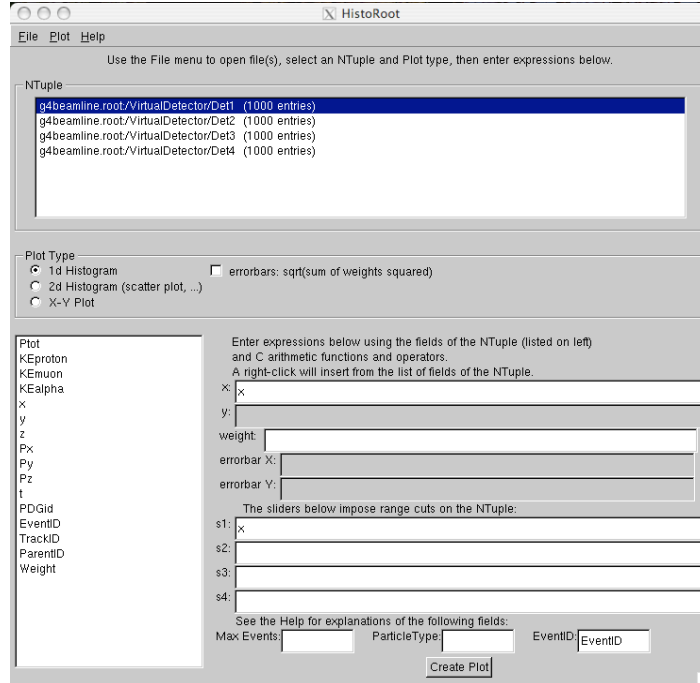 HistoRoot
File Plot Help
Use the File menu to open file(s), select an NTuple and Plot type, then enter expressions below.
NTuple
g4beamline.root:/VirtualDetector/Det1 (1000 entries)
g4beamline.root:/VirtualDetector/Det2 (1000 entries)
g4beamline.root:/VirtualDetector/Det3 (1000 entries)
g4beamline.root:/VirtualDetector/Det4 (1000 entries)
Plot Type
1d Histogram
errorbars: sqrt(sum of weights squared)
2d Histogram (scatter plot, ...)
X-Y Plot
Ptot
KEproton
KEmuon
KEalpha
x
y
z
Px
Py
Pz
t
PDGid
EventID
TrackID
ParentID
Weight
Enter expressions below using the fields of the NTuple (listed on left)
and C arithmetic functions and operators.
A right-click will insert from the list of fields of the NTuple.
x: x
y:
weight:
errorbar X:
errorbar Y:
The sliders below impose range cuts on the NTuple:
s1: x
s2:
s3:
s4:
See the Help for explanations of the following fields:
Max Events: ParticleType: EventID: EventID
Create Plot